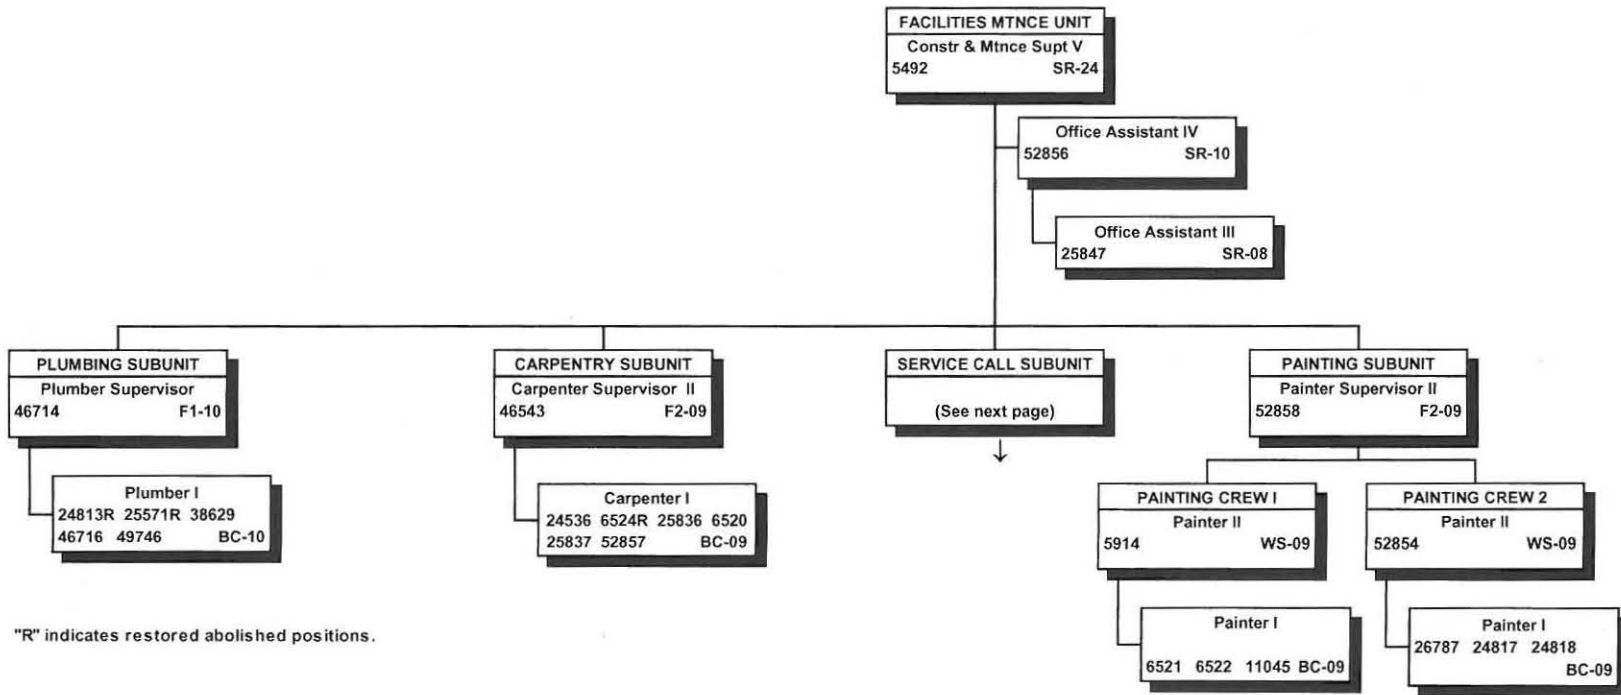 FACILITIES MTNCE UNIT
Constr & Mtnce Supt V
5492 SR-24
Office Assistant IV
52856 SR-10
Office Assistant III
25847 SR-08
PLUMBING SUBUNIT
Plumber Supervisor
46714 F1-10
Plumber I
24813R 25571R 38629
46716 49746 BC-10
CARPENTRY SUBUNIT
Carpenter Supervisor II
46543 F2-09
Carpenter I
24536 6524R 25836 6520
25837 52857 BC-09
SERVICE CALL SUBUNIT
(See next page)
PAINTING SUBUNIT
Painter Supervisor II
52858 F2-09
PAINTING CREW I
Painter II
5914 WS-09
Painter I
6521 6522 11045 BC-09
PAINTING CREW 2
Painter II
52854 WS-09
Painter I
26787 24817 24818
BC-09
"R" indicates restored abolished positions.